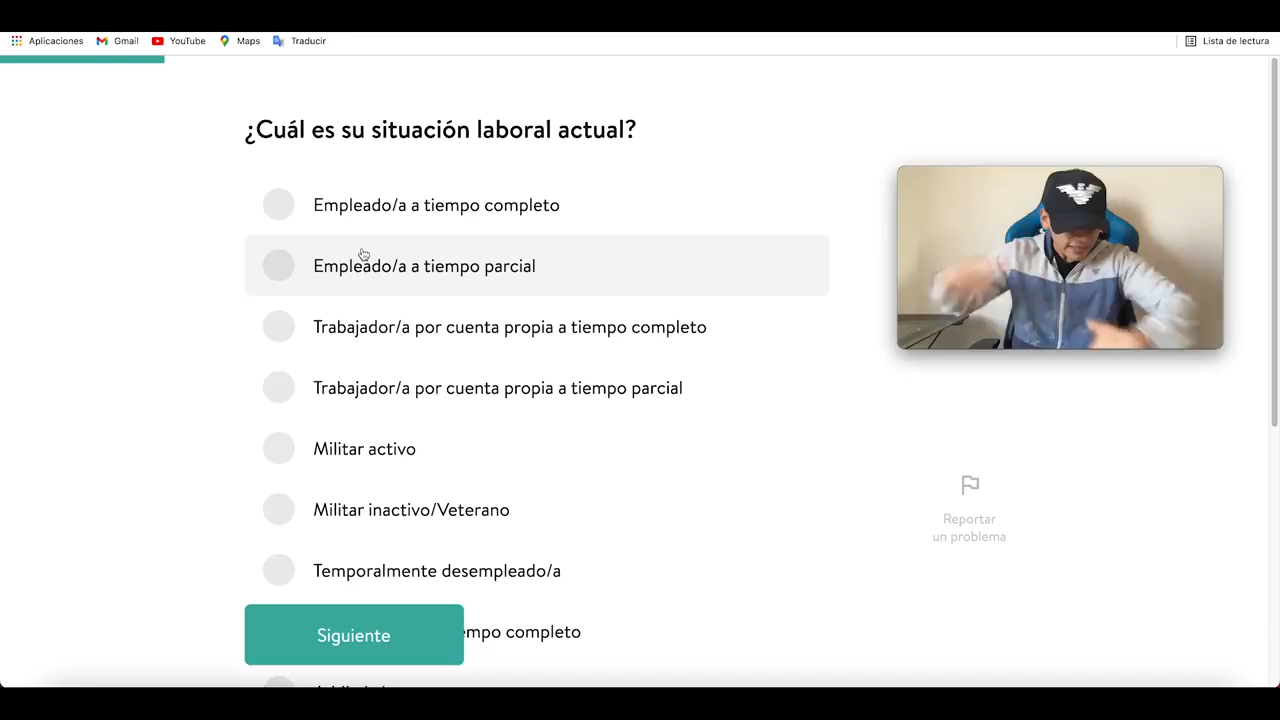 Aplicaciones Gmail YouTube Maps Traducir Lista de lectura
¿Cuál es su situación laboral actual?
Empleado/a a tiempo completo
Empleado/a a tiempo parcial
Trabajador/a por cuenta propia a tiempo completo
Trabajador/a por cuenta propia a tiempo parcial
Militar activo
Militar inactivo/Veterano
Temporalmente desempleado/a
completo
Siguiente
Reportar
un problema